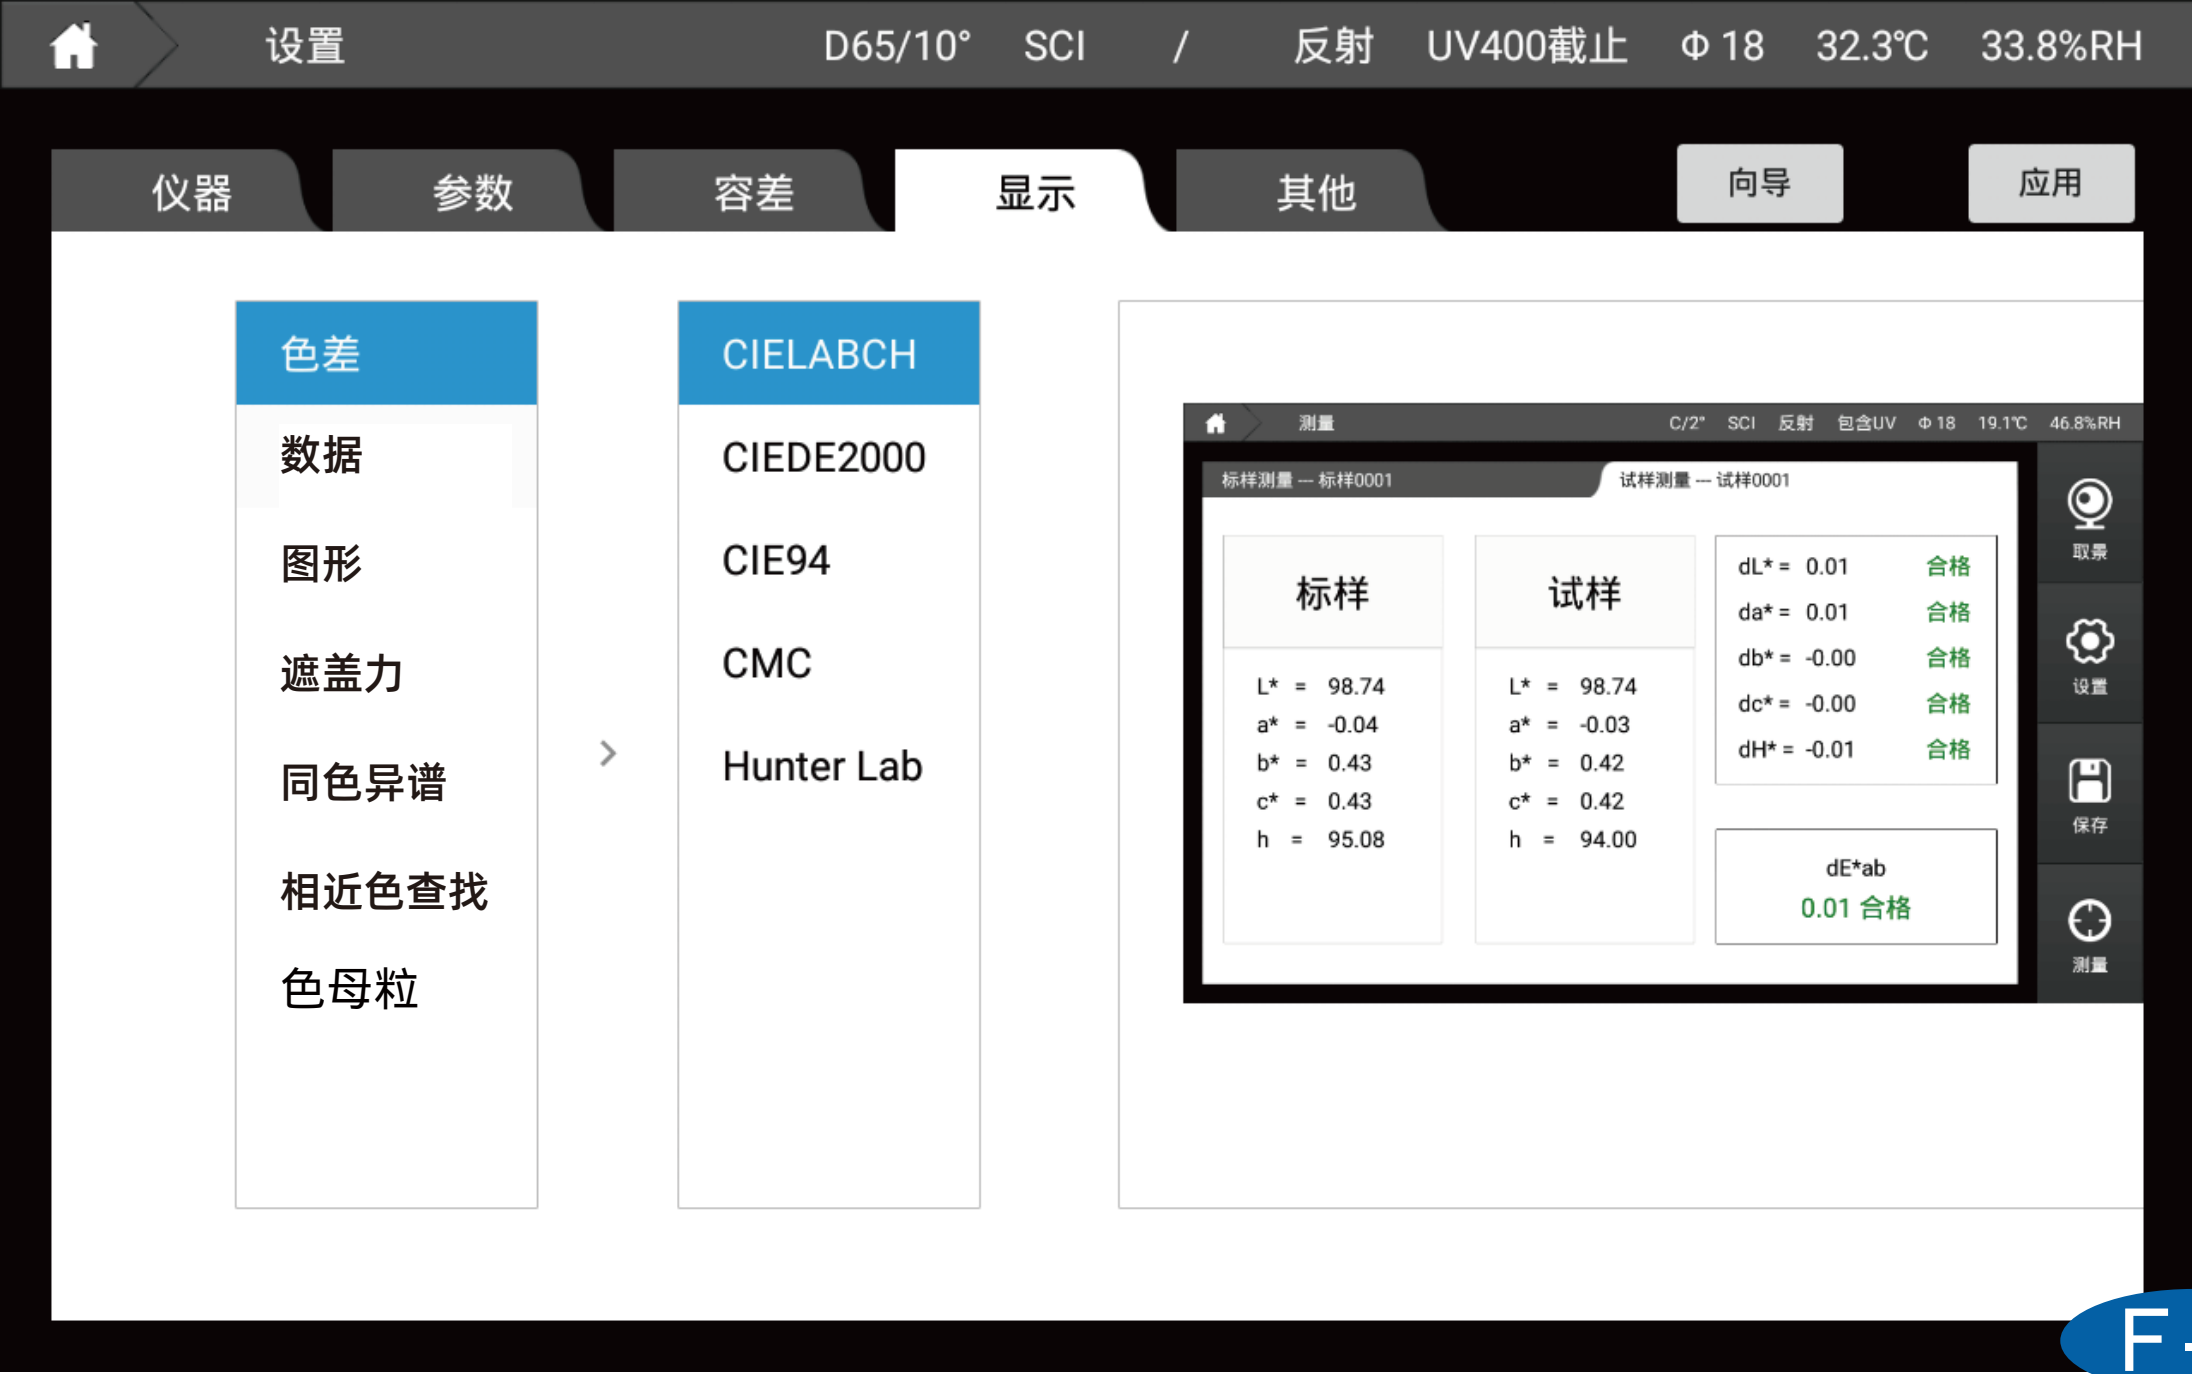 设置 D65/10° SCI / 反射 UV400截止 Φ 18 32.3℃ 33.8%RH
仪器 参数 容差 显示 其他 向导 应用
色差
数据
图形
遮盖力
同色异谱
相近色查找
色母粒
CIELABCH
CIEDE2000
CIE94
CMC
Hunter Lab
测量 C/2° SCI 反射 包含UV Φ 18 19.1℃ 46.8%RH
标样测量 --- 标样0001 试样测量 --- 试样0001
标样
L* = 98.74
a* = -0.04
b* = 0.43
c* = 0.43
h = 95.08
试样
L* = 98.74
a* = -0.03
b* = 0.42
c* = 0.42
h = 94.00
dL* = 0.01 合格
da* = 0.01 合格
db* = -0.00 合格
dc* = -0.00 合格
dH* = -0.01 合格
dE*ab
0.01 合格
取景
设置
保存
测量
F-